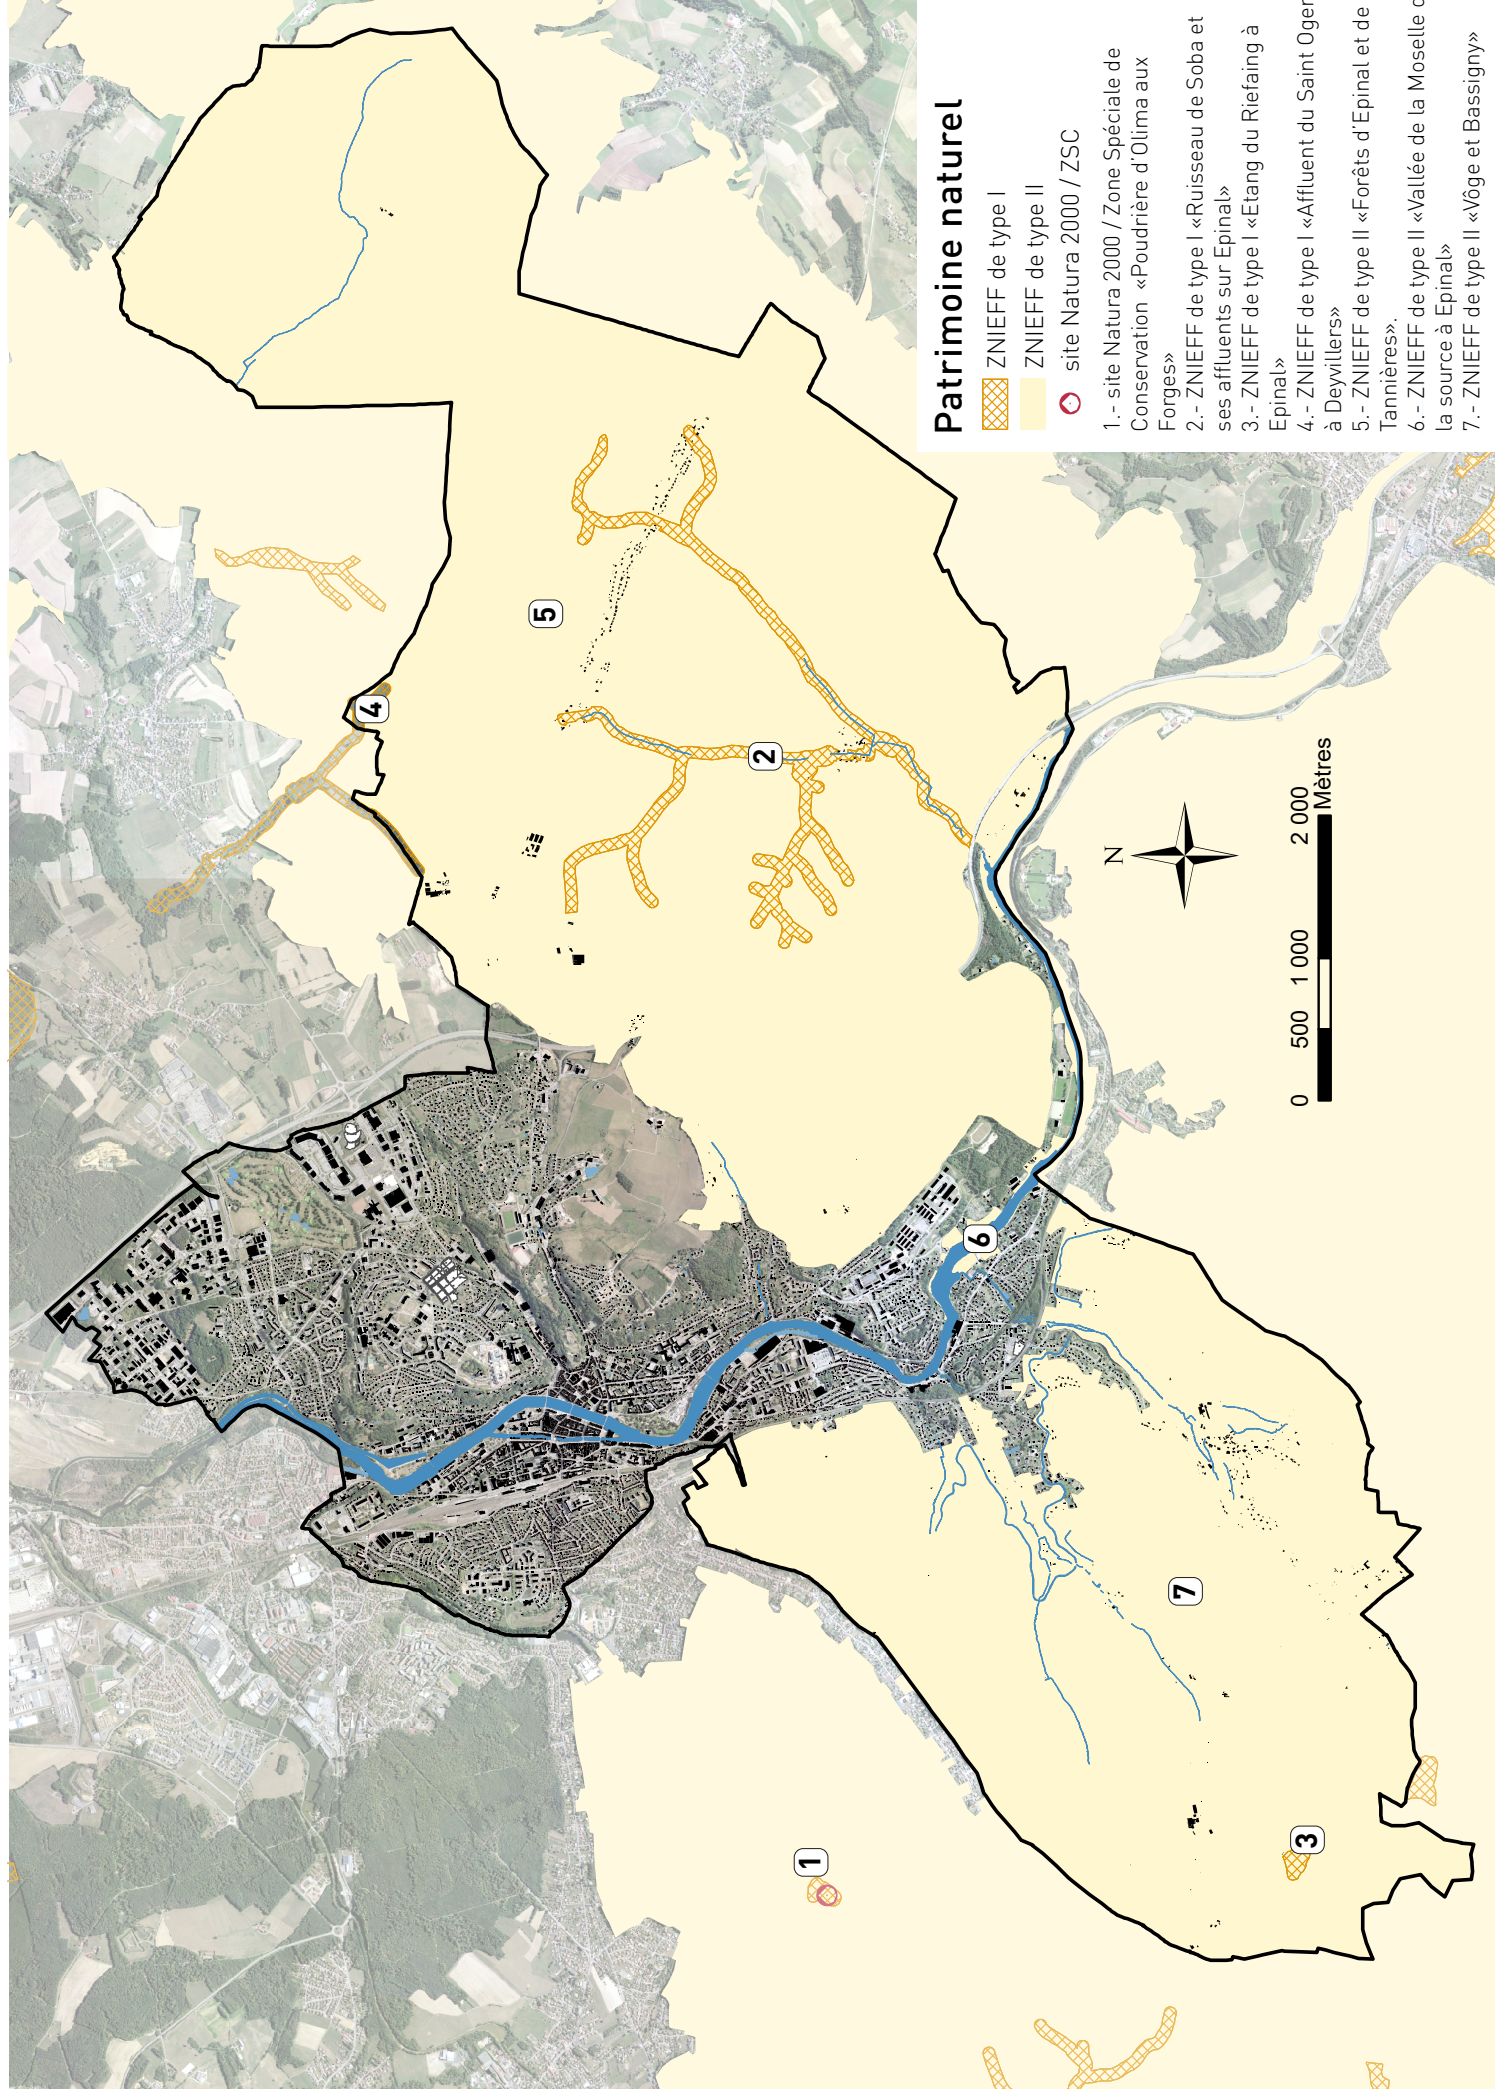 Patrimoine naturel
ZNIEFF de type I
ZNIEFF de type II
site Natura 2000 / ZSC
1.- site Natura 2000 / Zone Spéciale de
Conservation «Poudrière d'Olima aux
Forges»
2.- ZNIEFF de type I «Ruisseau de Soba et
ses affluents sur Epinal»
3.- ZNIEFF de type I «Etang du Riefaing à
Epinal»
4.- ZNIEFF de type I «Affluent du Saint Oger
à Deyvillers»
5.- ZNIEFF de type II «Forêts d'Epinal et de
Tannières».
6.- ZNIEFF de type II «Vallée de la Moselle
la source à Epinal»
7.- ZNIEFF de type II «Vôge et Bassigny»
4
5
2
6
7
1
3
N
0 500 1 000 2 000
Mètres